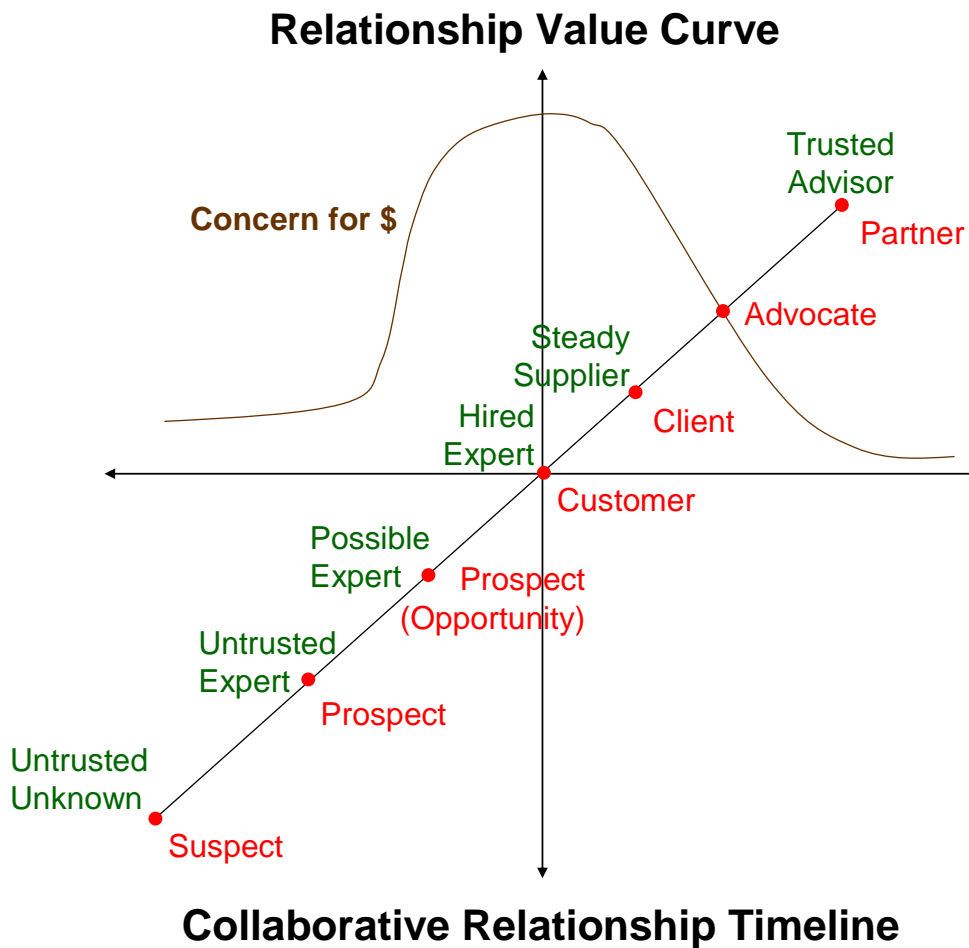 Relationship Value Curve
Trusted
Advisor
Concern for $
Partner
Advocate
Steady
Supplier
Client
Hired
Expert
Customer
Possible
Expert
Prospect
(Opportunity)
Untrusted
Expert
Prospect
Untrusted
Unknown
Suspect
Collaborative Relationship Timeline